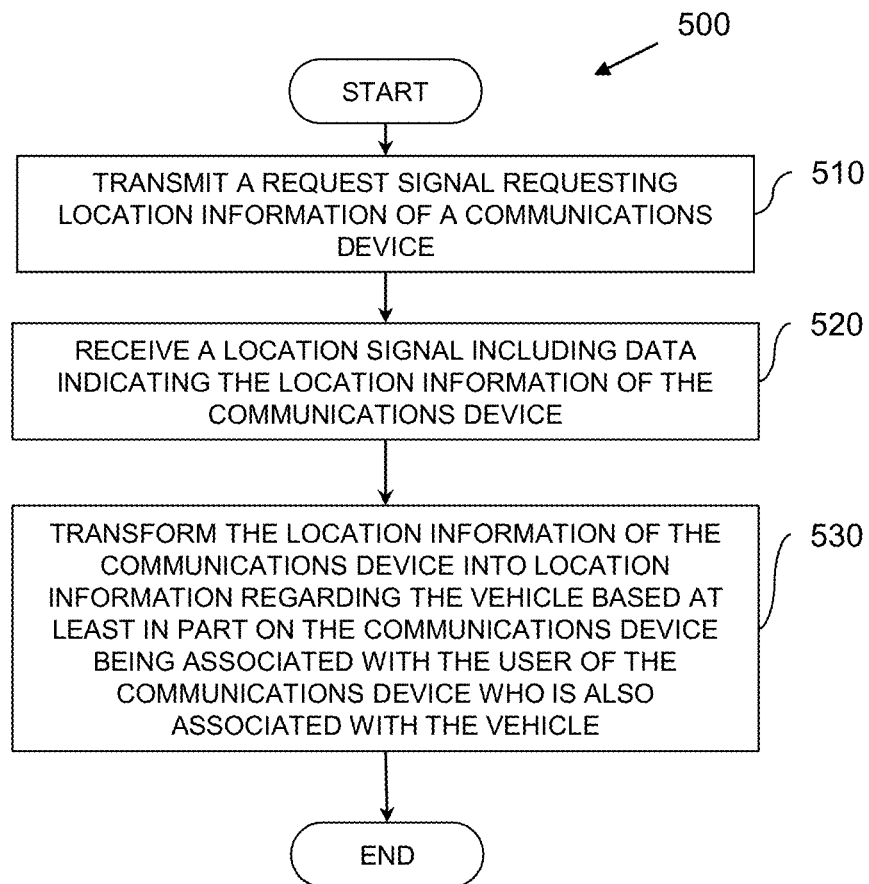 500
START
TRANSMIT A REQUEST SIGNAL REQUESTING
LOCATION INFORMATION OF A COMMUNICATIONS
DEVICE
510
RECEIVE A LOCATION SIGNAL INCLUDING DATA
INDICATING THE LOCATION INFORMATION OF THE
COMMUNICATIONS DEVICE
520
TRANSFORM THE LOCATION INFORMATION OF THE
COMMUNICATIONS DEVICE INTO LOCATION
INFORMATION REGARDING THE VEHICLE BASED AT
LEAST IN PART ON THE COMMUNICATIONS DEVICE
BEING ASSOCIATED WITH THE USER OF THE
COMMUNICATIONS DEVICE WHO IS ALSO
ASSOCIATED WITH THE VEHICLE
530
END